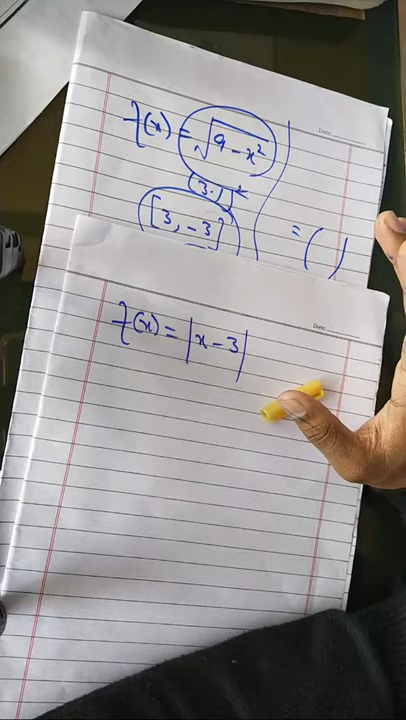 Date:
f(x) = √9-x²
(3,
[3, -3]
= ( )
Date:
f(x) = |x-3|